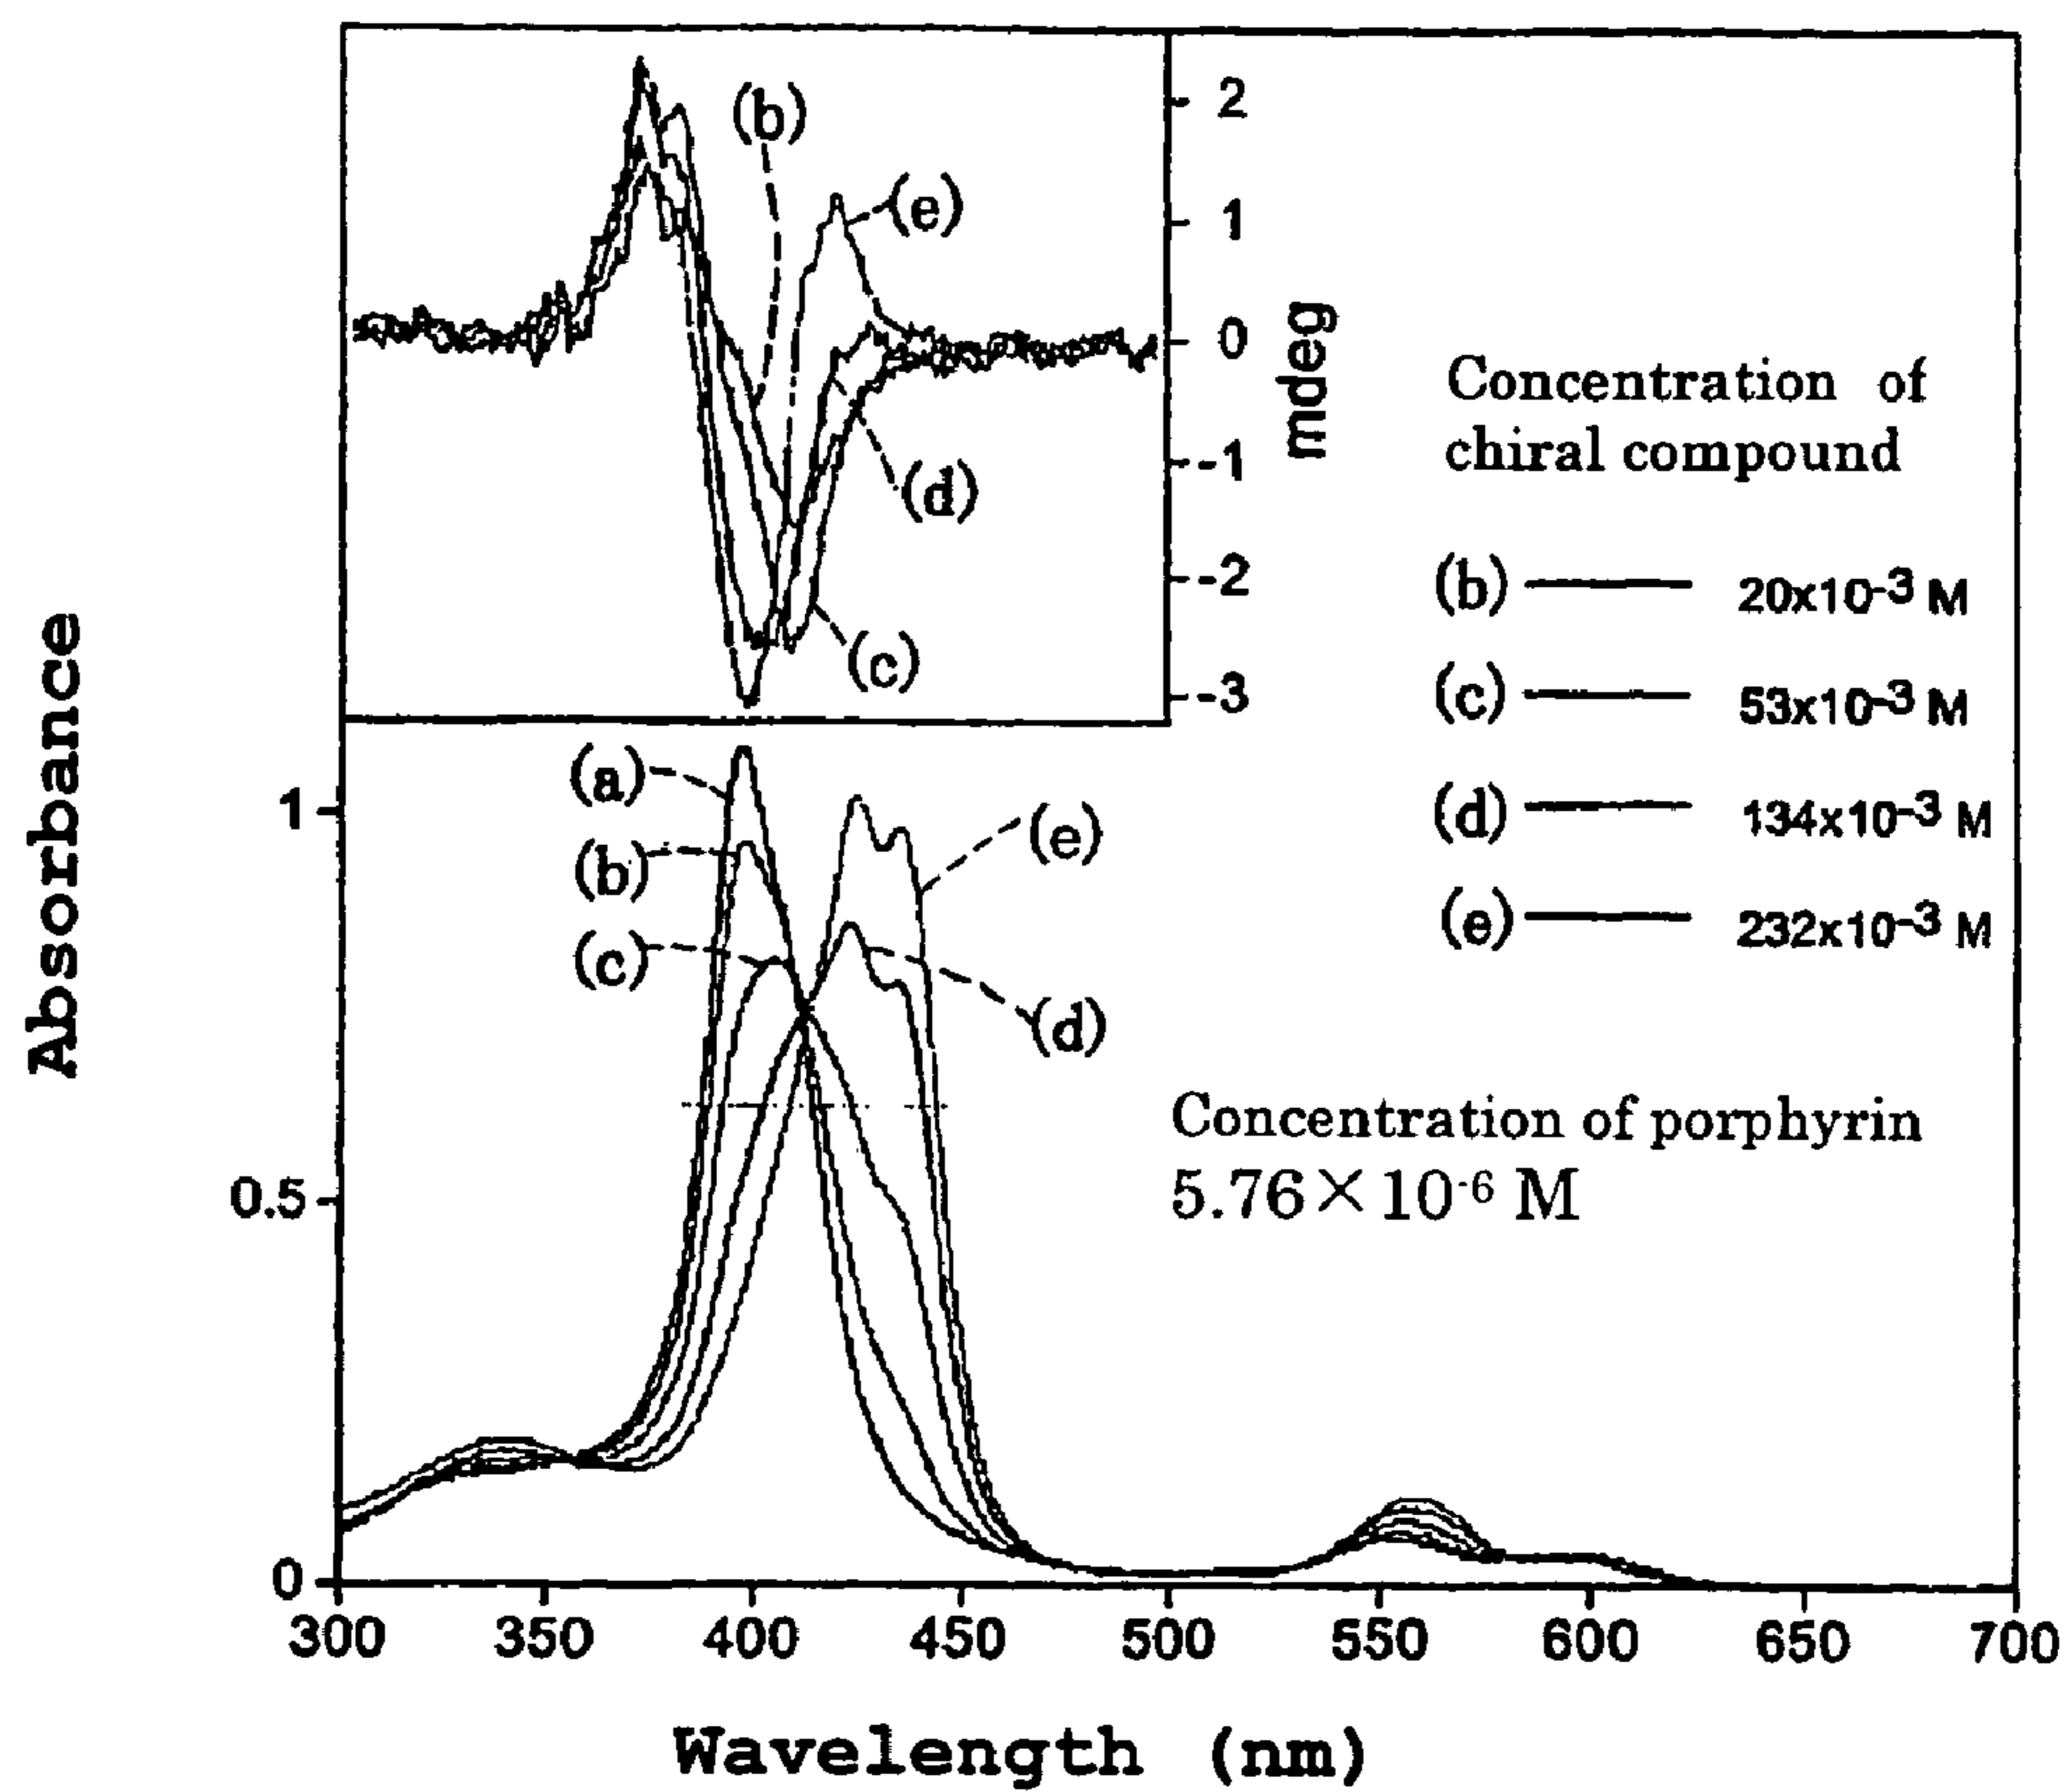 (b)
(e)
(d)
(c)
2
1
0
-1
-2
-3
mdeg
Concentration of
chiral compound
(b) 20x10-3 M
(c) 53x10-3 M
(d) 134x10-3 M
(e) 232x10-3 M
Absorbance
1
0.5
0
(a)
(b)
(c)
(e)
(d)
Concentration of porphyrin
5.76×10-6 M
300 350 400 450 500 550 600 650 700
Wavelength (nm)